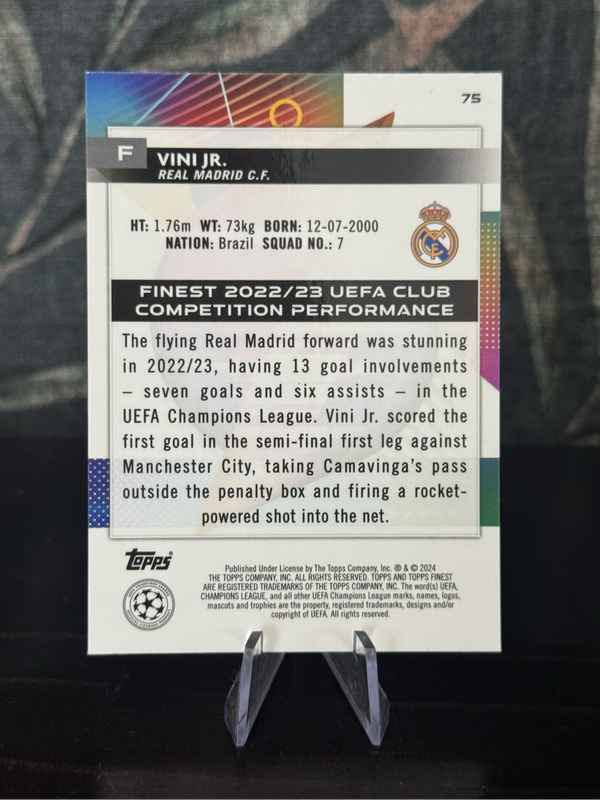 75
F
VINI JR.
REAL MADRID C.F.
HT: 1.76m WT: 73kg BORN: 12-07-2000
NATION: Brazil SQUAD NO.: 7
FINEST 2022/23 UEFA CLUB
COMPETITION PERFORMANCE
The flying Real Madrid forward was stunning
in 2022/23, having 13 goal involvements
– seven goals and six assists – in the
UEFA Champions League. Vini Jr. scored the
first goal in the semi-final first leg against
Manchester City, taking Camavinga's pass
outside the penalty box and firing a rocket-
powered shot into the net.
Topps
Published Under License by The Topps Company, Inc. ® & © 2024
THE TOPPS COMPANY, INC. ALL RIGHTS RESERVED. TOPPS AND TOPPS FINEST
ARE REGISTERED TRADEMARKS OF THE TOPPS COMPANY, INC. The word(s) UEFA,
CHAMPIONS LEAGUE, and all other UEFA Champions League marks, names, logos,
mascots and trophies are the property, registered trademarks, designs and/or
copyright of UEFA. All rights reserved.